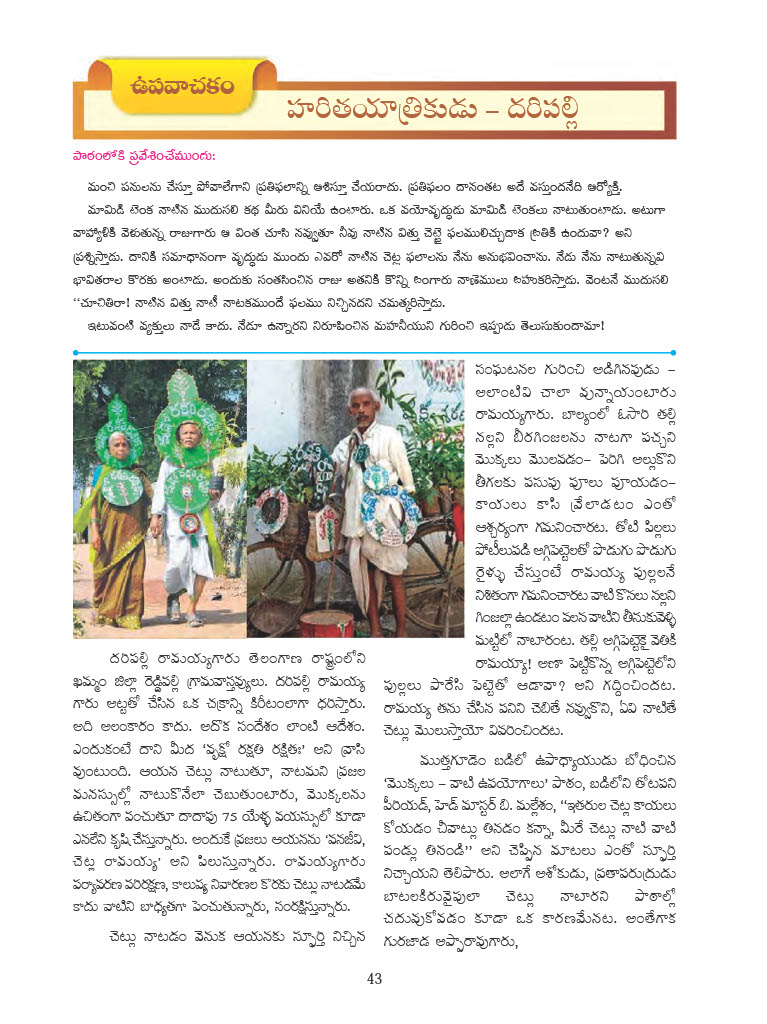 ఉపవాచకం
హరితయాత్రికుడు – దరిపల్లి
పాఠంలోకి ప్రవేశించేముందు:
మంచి పనులను చేస్తూ పోవాలేగాని ప్రతిఫలాన్ని ఆశిస్తూ చేయరాదు. ప్రతిఫలం దానంతట అదే వస్తుందనేది ఆర్యోక్తి.
మామిడి టెంక నాటిన ముదుసలి కథ మీరు వినియే ఉంటారు. ఒక వయోవృద్ధుడు మామిడి టెంకలు నాటుతుంటాడు. అటుగా
వాహ్యాళికి వెళుతున్న రాజుగారు ఆ వింత చూసి నవ్వుతూ నీవు నాటిన విత్తు చెట్టై ఫలములిచ్చుదాక బ్రతికి ఉందువా? అని
ప్రశ్నిస్తాడు. దానికి సమాధానంగా వృద్ధుడు ముందు ఎవరో నాటిన చెట్ల ఫలాలను నేను అనుభవించాను. నేడు నేను నాటుతున్నవి
భావితరాల కొరకు అంటాడు. అందుకు సంతసించిన రాజు అతనికి కొన్ని బంగారు నాణెములు బహుకరిస్తాడు. వెంటనే ముదుసలి
“చూచితిరా! నాటిన విత్తు నాటీ నాటకముందే ఫలము నిచ్చినదని చమత్కరిస్తాడు.
ఇటువంటి వ్యక్తులు నాడే కాదు. నేడూ ఉన్నారని నిరూపించిన మహనీయుని గురించి ఇప్పుడు తెలుసుకుందామా!
దరిపల్లి రామయ్యగారు తెలంగాణ రాష్ట్రంలోని
ఖమ్మం జిల్లా రెడ్డిపల్లి గ్రామవాస్తవ్యులు. దరిపల్లి రామయ్య
గారు అట్టతో చేసిన ఒక చక్రాన్ని కిరీటంలాగా ధరిస్తారు.
అది అలంకారం కాదు. అదొక సందేశం లాంటి ఆదేశం.
ఎందుకంటే దాని మీద ‘వృక్షో రక్షతి రక్షితః’ అని వ్రాసి
వుంటుంది. ఆయన చెట్లు నాటుతూ, నాటమని ప్రజల
మనస్సుల్లో నాటుకొనేలా చెబుతుంటారు, మొక్కలను
ఉచితంగా పంచుతూ దాదాపు 75 యేళ్ళ వయస్సులో కూడా
ఎనలేని కృషి చేస్తున్నారు. అందుకే ప్రజలు ఆయనను ‘వనజీవి,
చెట్ల రామయ్య’ అని పిలుస్తున్నారు. రామయ్యగారు
పర్యావరణ పరిరక్షణ, కాలుష్య నివారణల కొరకు చెట్లు నాటడమే
కాదు వాటిని బాధ్యతగా పెంచుతున్నారు, సంరక్షిస్తున్నారు.
చెట్లు నాటడం వెనుక ఆయనకు స్ఫూర్తి నిచ్చిన
సంఘటనల గురించి అడిగినపుడు –
అలాంటివి చాలా వున్నాయంటారు
రామయ్యగారు. బాల్యంలో ఓసారి తల్లి
నల్లని బీరగింజలను నాటగా పచ్చని
మొక్కలు మొలవడం– పెరిగి అల్లుకొని
తీగలకు పసుపు పూలు పూయడం–
కాయలు కాసి వ్రేలాడటం ఎంతో
ఆశ్చర్యంగా గమనించారట. తోటి పిల్లలు
పోటీలుపడి అగ్గిపెట్టెలతో పొడుగు పొడుగు
రైళ్ళు చేస్తుంటే రామయ్య పుల్లలనే
నిశితంగా గమనించారట వాటి కొనలు నల్లని
గింజల్లా ఉండటం వలన వాటిని తీసుకువెళ్ళి
మట్టిలో నాటారంట. తల్లి అగ్గిపెట్టెకై వెతికి
రామయ్యా! అణా పెట్టికొన్న అగ్గిపెట్టెలోని
పుల్లలు పారేసి పెట్టెతో ఆడావా? అని గద్దించిందట.
రామయ్య తను చేసిన పనిని చెబితే నవ్వుకొని, ఏవి నాటితే
చెట్లు మొలుస్తాయో వివరించిందట.
ముత్తగూడెం బడిలో ఉపాధ్యాయుడు బోధించిన
‘మొక్కలు – వాటి ఉపయోగాలు’ పాఠం, బడిలోని తోటపని
పీరియడ్, హెడ్ మాస్టర్ బి. మల్లేశం, “ఇతరుల చెట్ల కాయలు
కోయడం చీవాట్లు తినడం కన్నా, మీరే చెట్లు నాటి వాటి
పండ్లు తినండి” అని చెప్పిన మాటలు ఎంతో స్ఫూర్తి
నిచ్చాయని తెలిపారు. అలాగే అశోకుడు, ప్రతాపరుద్రుడు
బాటలకిరువైపులా చెట్లు నాటారని పాఠాల్లో
చదువుకోవడం కూడా ఒక కారణమేనట. అంతేగాక
గురజాడ అప్పారావుగారు,
43